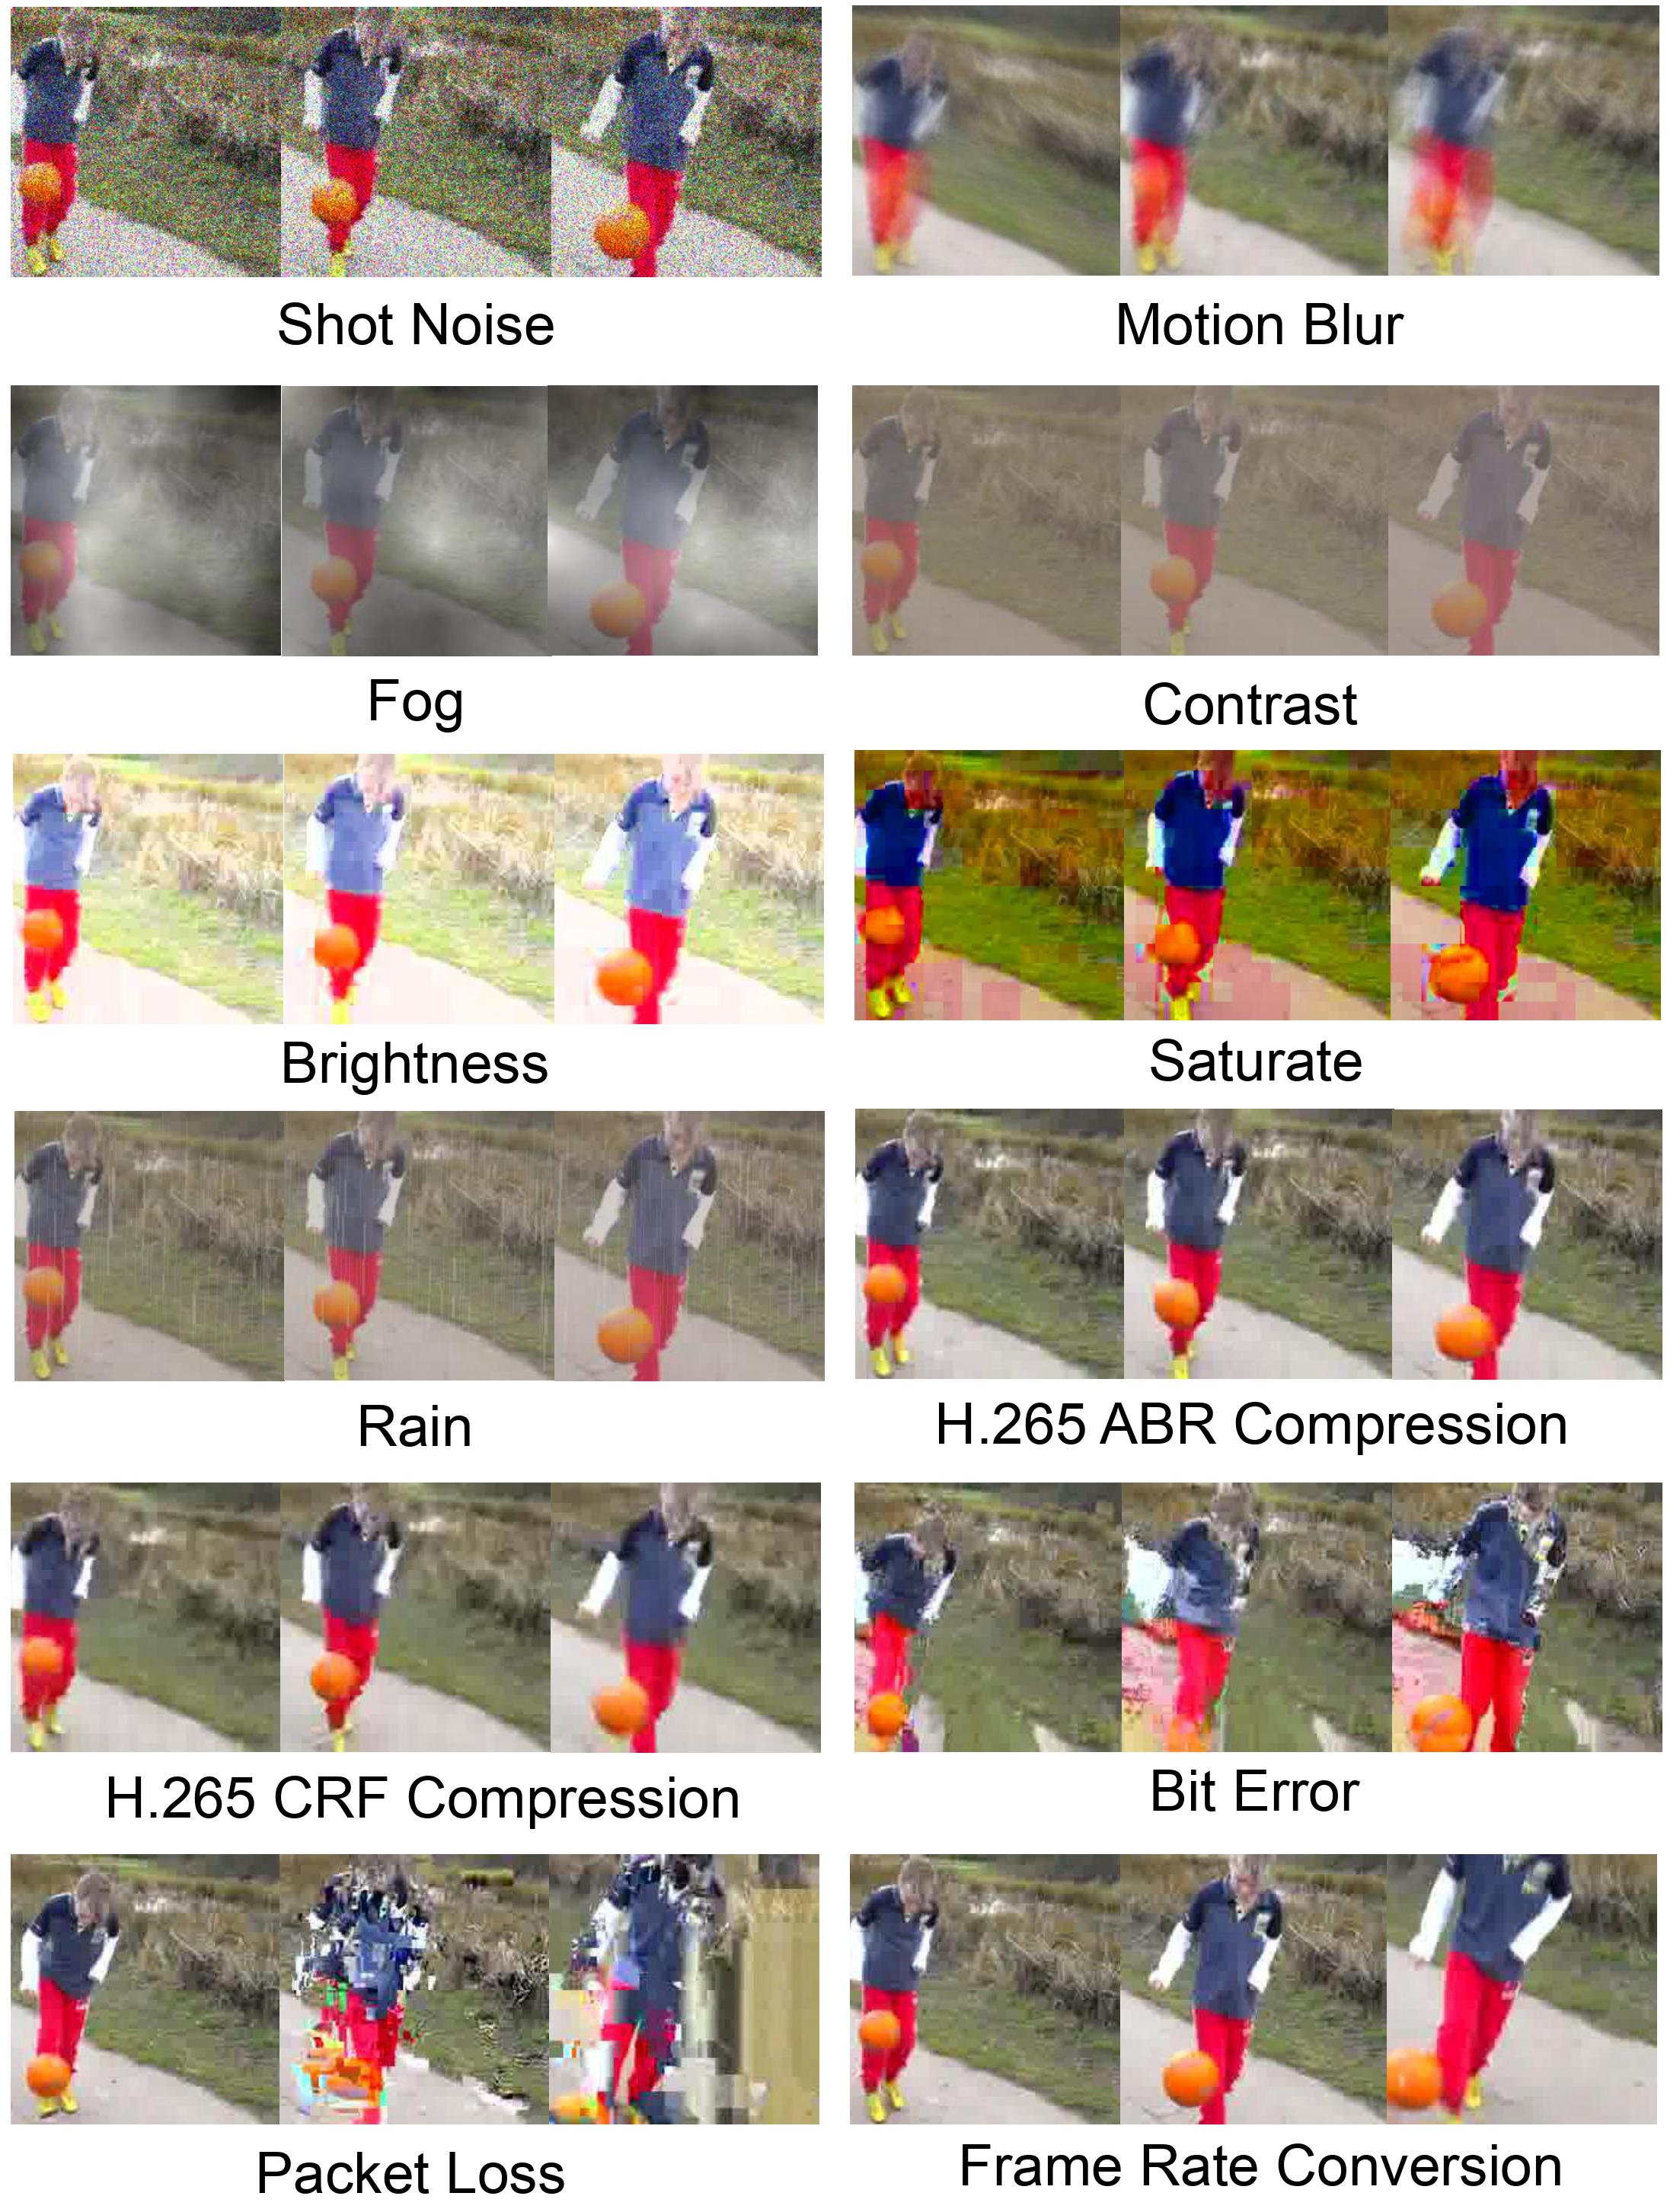 Shot Noise
Motion Blur
Fog
Contrast
Brightness
Saturate
Rain
H.265 ABR Compression
H.265 CRF Compression
Bit Error
Packet Loss
Frame Rate Conversion